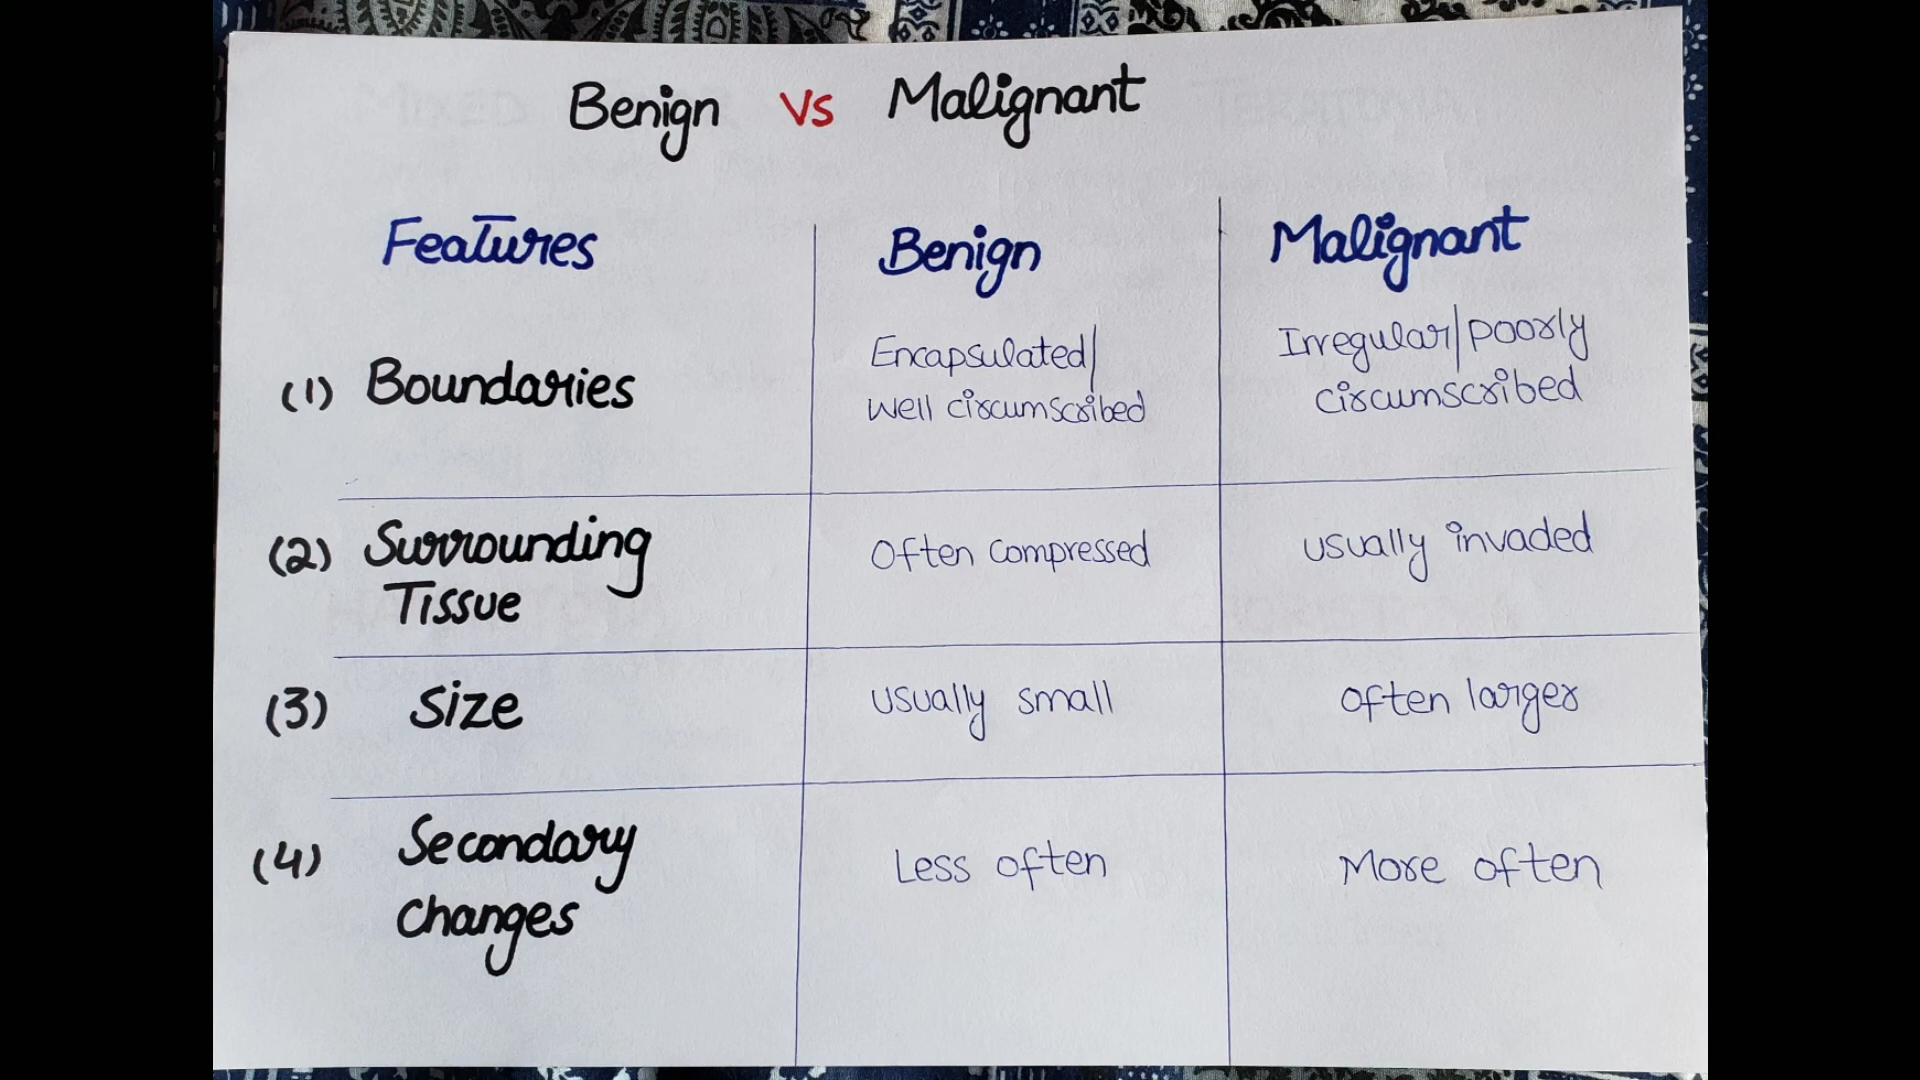 Benign vs Malignant
Features Benign Malignant
(1) Boundaries Encapsulated/ Irregular/poorly
well circumscribed circumscribed
(2) Surrounding Often compressed usually invaded
Tissue
(3) Size usually small often larger
(4) Secondary Less often More often
changes